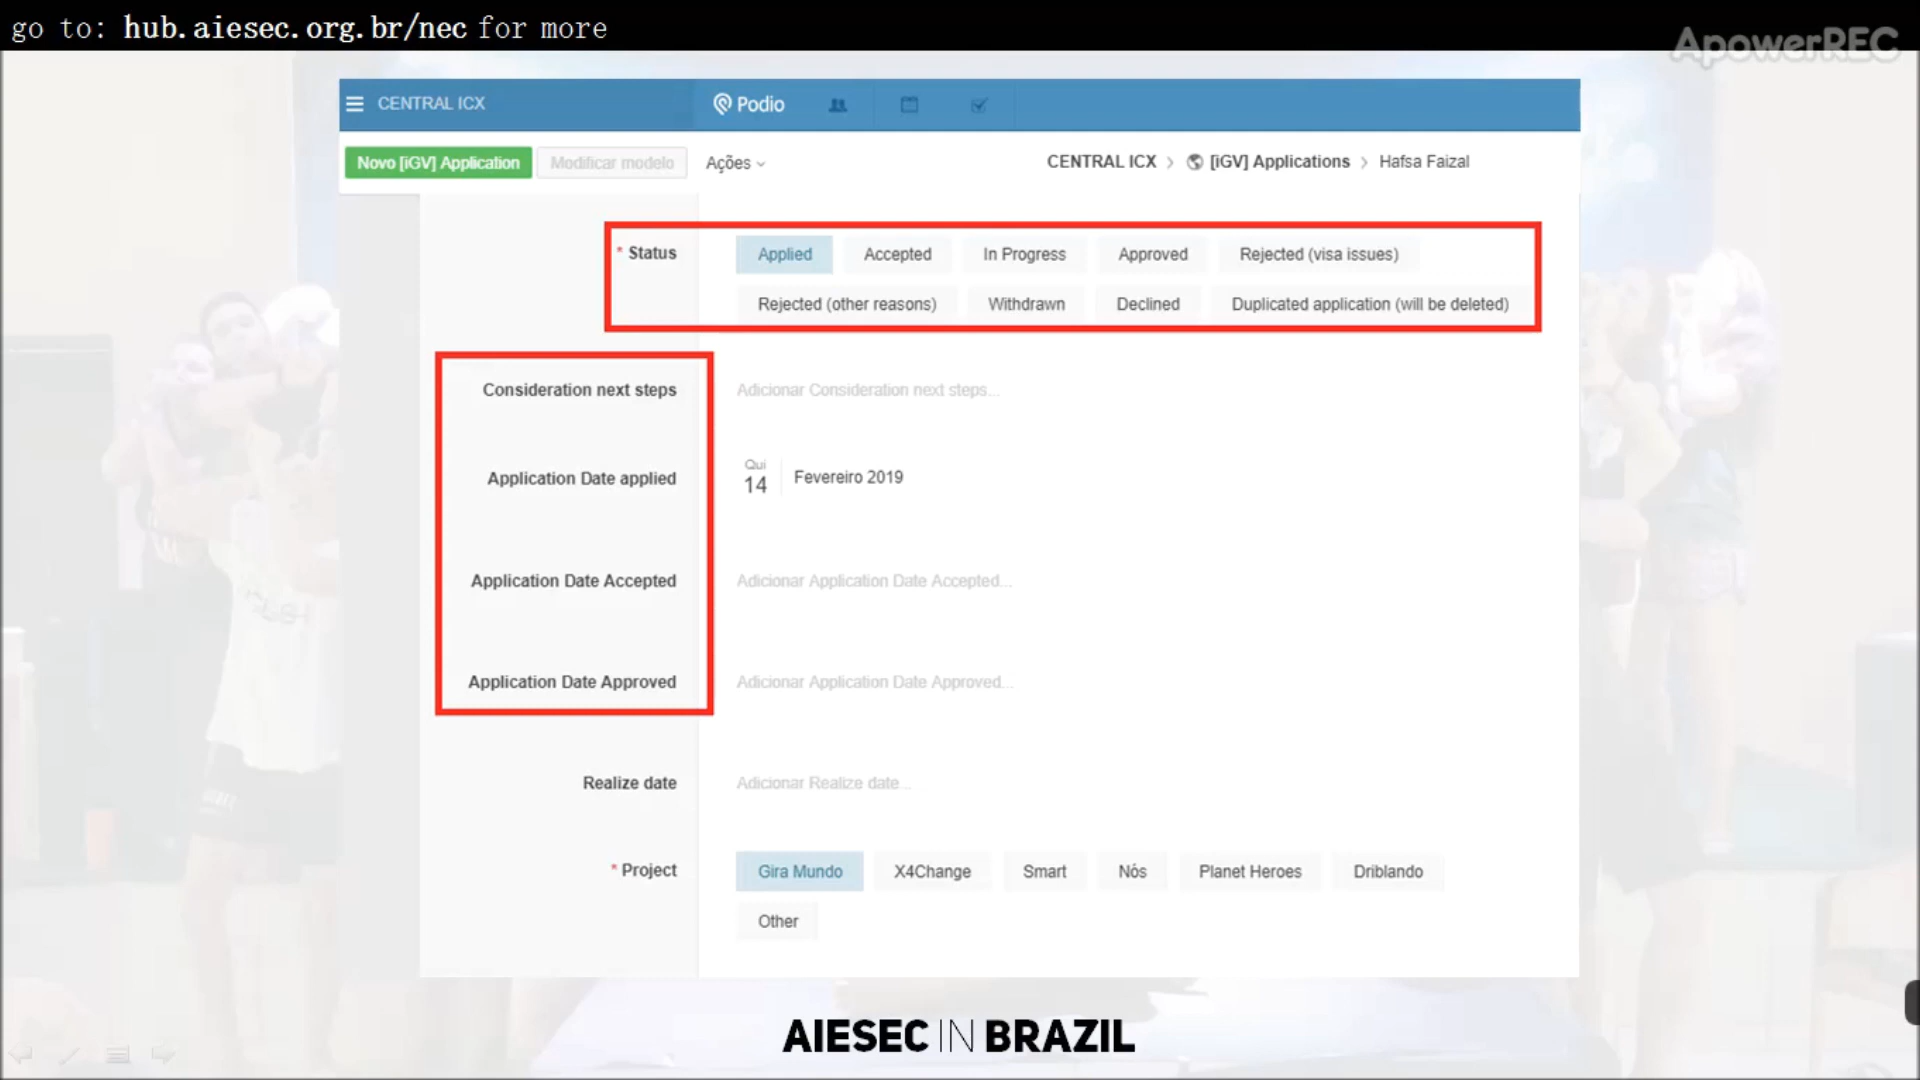 go to: hub.aiesec.org.br/nec for more
ApowerREC
CENTRAL ICX
Podio
Novo [iGV] Application
Modificar modelo
Ações
CENTRAL ICX > [iGV] Applications > Hafsa Faizal
* Status
Applied
Accepted
In Progress
Approved
Rejected (visa issues)
Rejected (other reasons)
Withdrawn
Declined
Duplicated application (will be deleted)
Consideration next steps
Adicionar Consideration next steps...
Application Date applied
Qui
14
Fevereiro 2019
Application Date Accepted
Adicionar Application Date Accepted...
Application Date Approved
Adicionar Application Date Approved...
Realize date
Adicionar Realize date...
* Project
Gira Mundo
X4Change
Smart
Nós
Planet Heroes
Driblando
Other
AIESEC IN BRAZIL